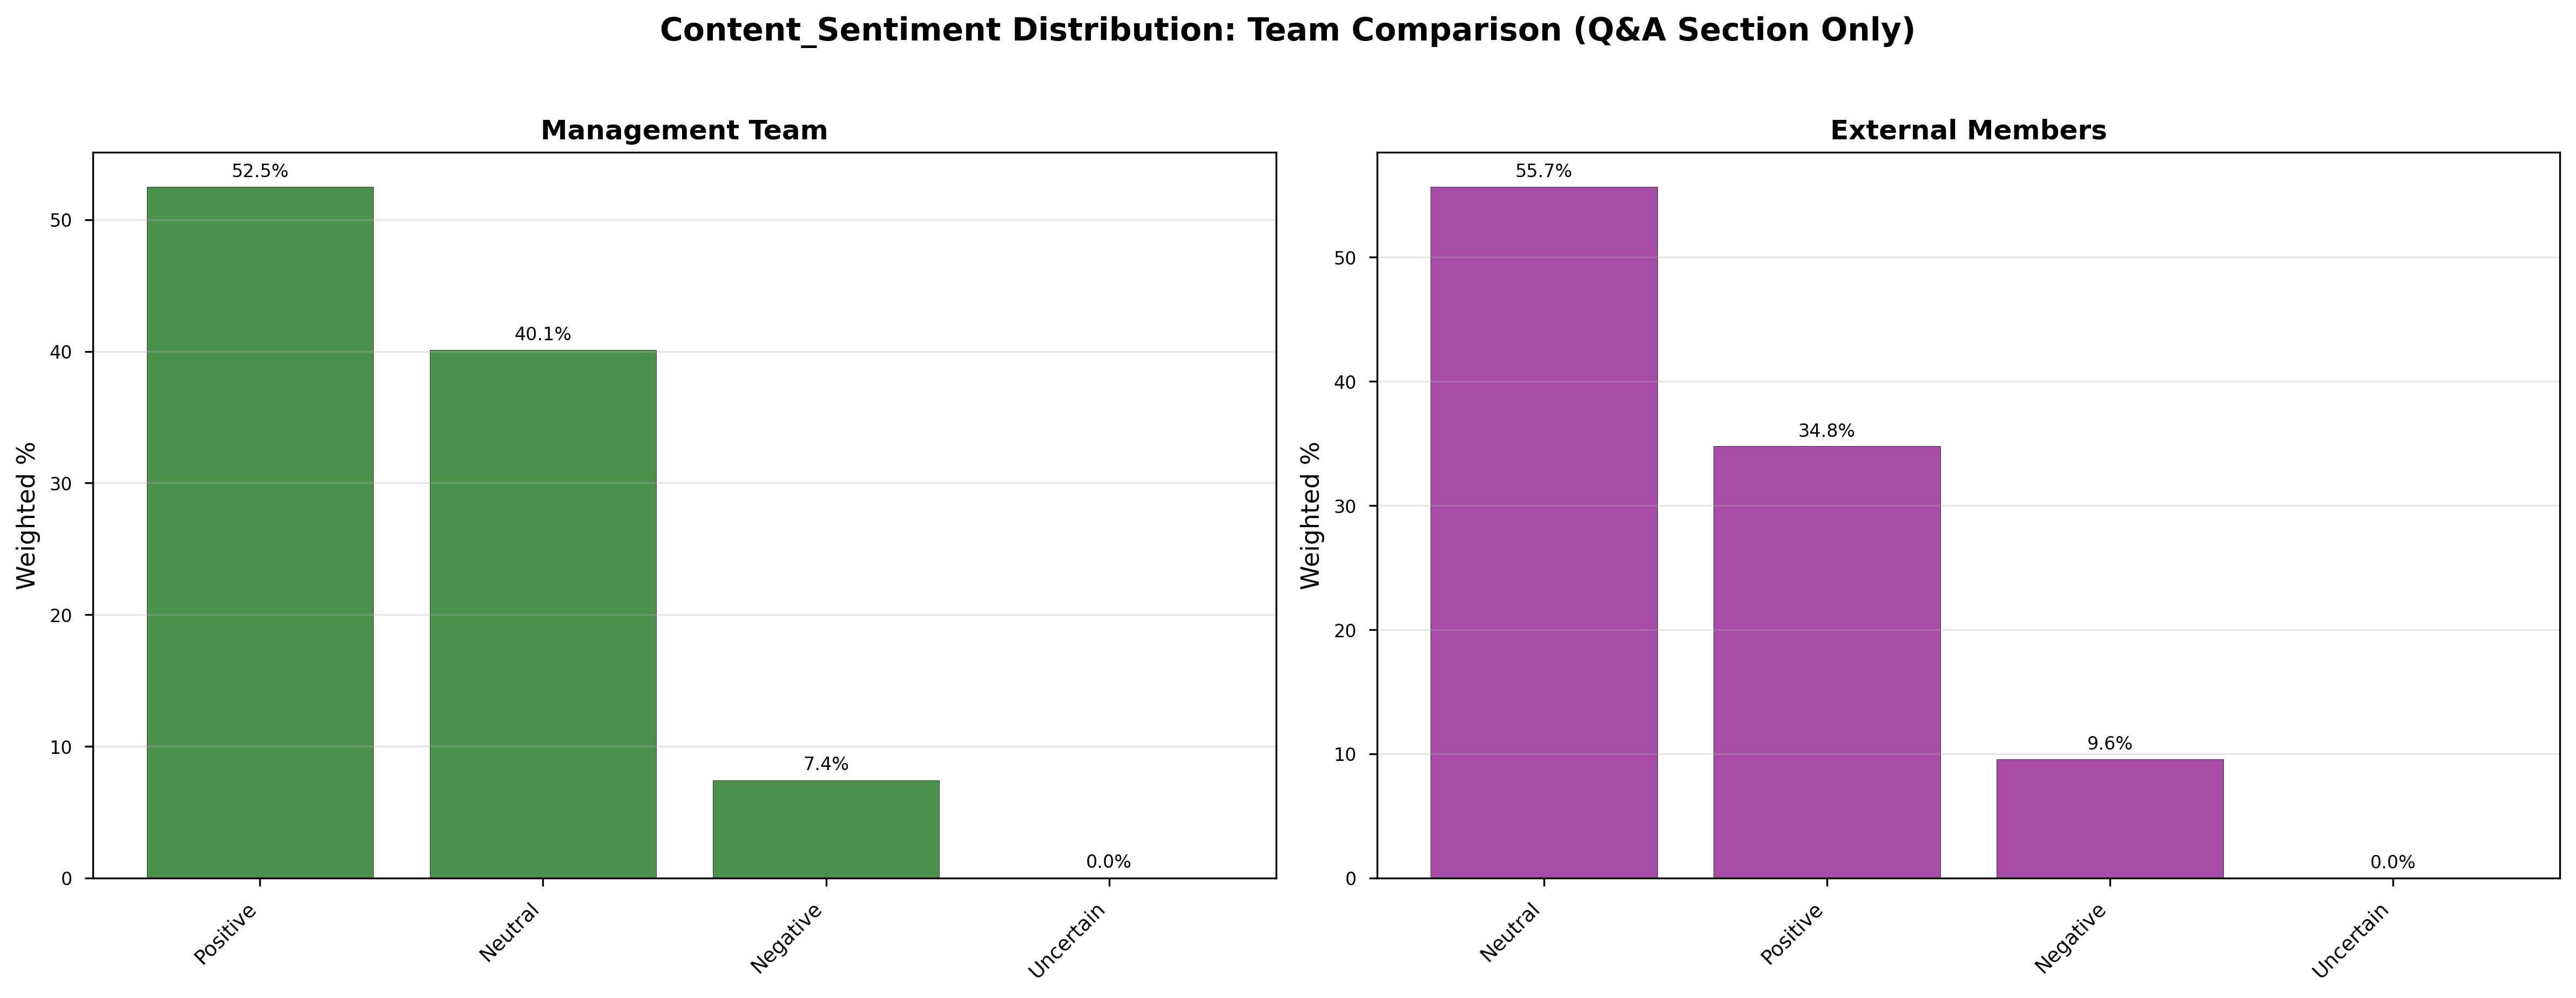 Content_Sentiment Distribution: Team Comparison (Q&A Section Only)
Management Team
Weighted %
50
40
30
20
10
0
52.5%
40.1%
7.4%
0.0%
Positive
Neutral
Negative
Uncertain
External Members
Weighted %
50
40
30
20
10
0
55.7%
34.8%
9.6%
0.0%
Neutral
Positive
Negative
Uncertain